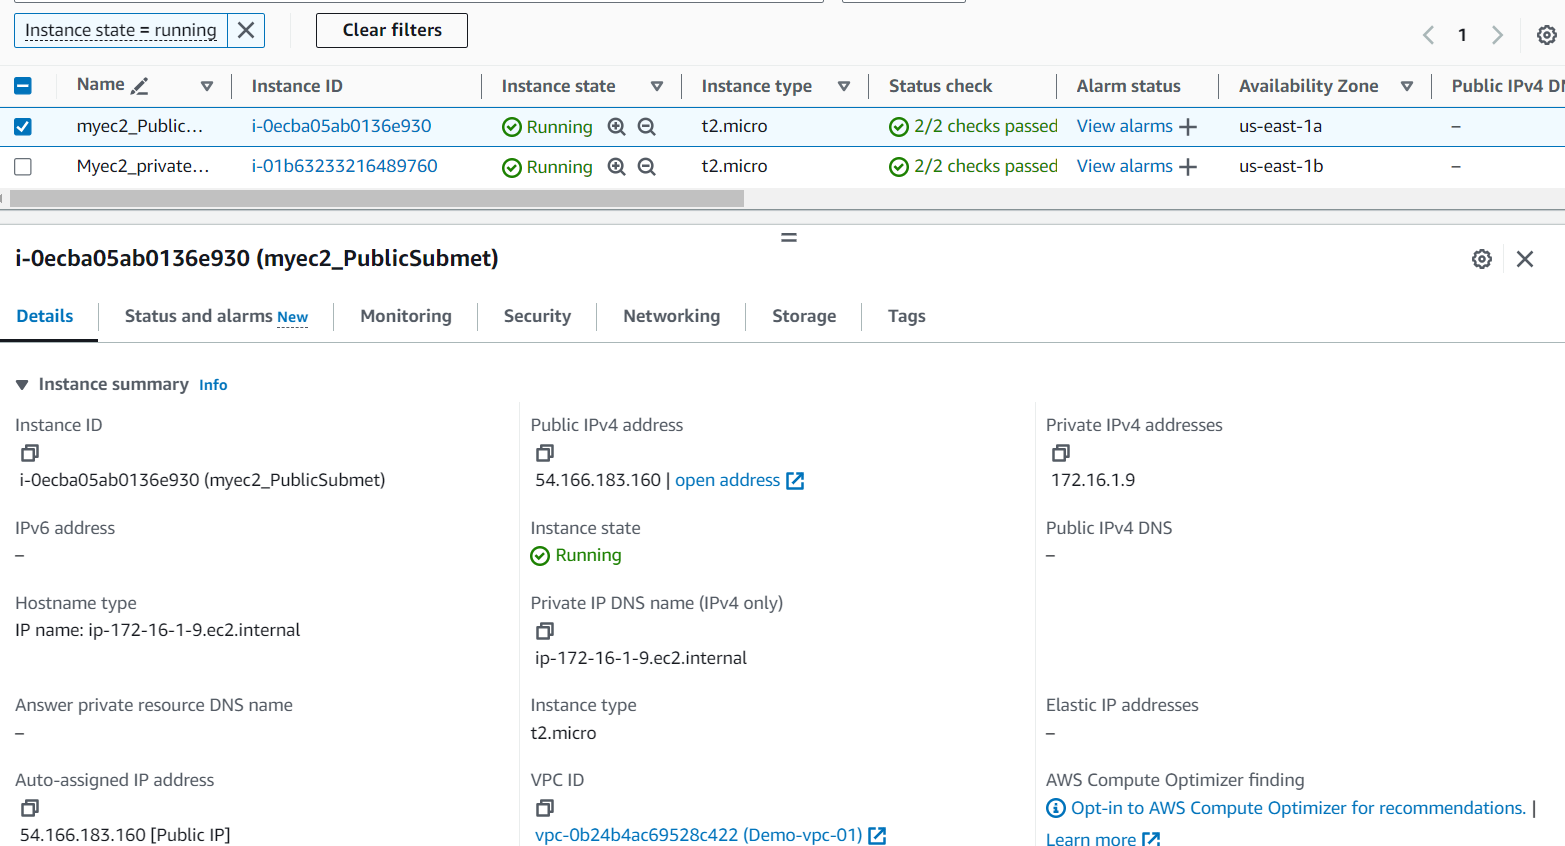 Instance state = running
Clear filters
1
Name Instance ID Instance state Instance type Status check Alarm status Availability Zone Public IPv4 DN
myec2_Public... i-0ecba05ab0136e930 Running t2.micro 2/2 checks passed View alarms + us-east-1a –
Myec2_private... i-01b63233216489760 Running t2.micro 2/2 checks passed View alarms + us-east-1b –
i-0ecba05ab0136e930 (myec2_PublicSubmet)
Details Status and alarms New Monitoring Security Networking Storage Tags
Instance summary Info
Instance ID
i-0ecba05ab0136e930 (myec2_PublicSubmet)
Public IPv4 address
54.166.183.160 | open address
Private IPv4 addresses
172.16.1.9
IPv6 address
–
Instance state
Running
Public IPv4 DNS
–
Hostname type
IP name: ip-172-16-1-9.ec2.internal
Private IP DNS name (IPv4 only)
ip-172-16-1-9.ec2.internal
Answer private resource DNS name
–
Instance type
t2.micro
Elastic IP addresses
–
Auto-assigned IP address
54.166.183.160 [Public IP]
VPC ID
vpc-0b24b4ac69528c422 (Demo-vpc-01)
AWS Compute Optimizer finding
Opt-in to AWS Compute Optimizer for recommendations. |
Learn more